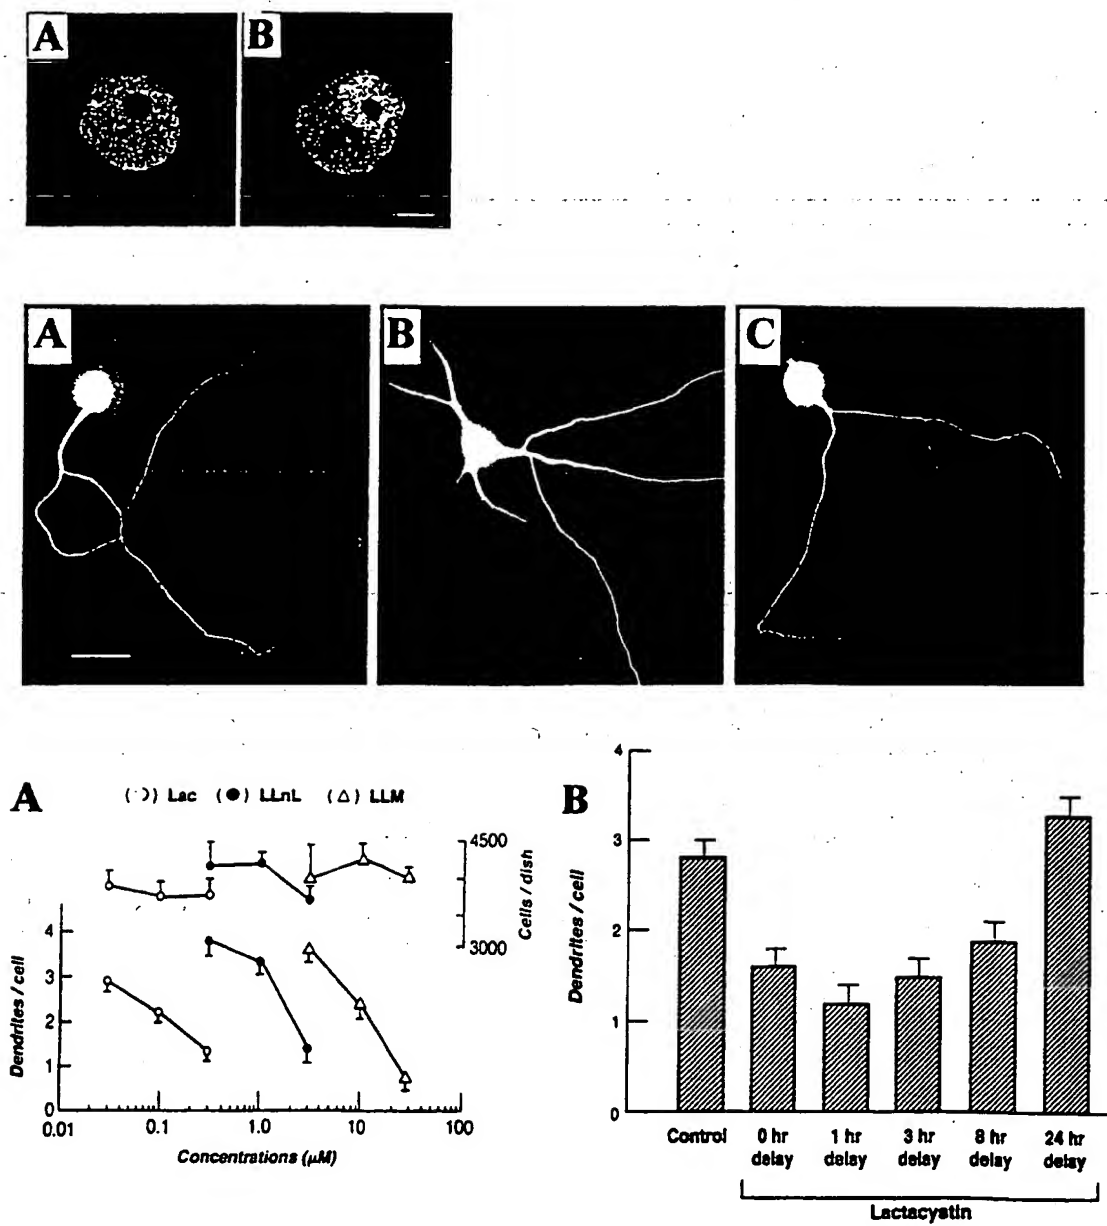 A
B
A
B
C
A
( ) Lac (●) LLnL (△) LLM
4500
Cells / dish
3000
4
3
2
1
0
Dendrites / cell
0.01 0.1 1.0 10 100
Concentrations (μM)
B
4
3
2
1
0
Dendrites / cell
Control 0 hr delay 1 hr delay 3 hr delay 8 hr delay 24 hr delay
Lactacystin